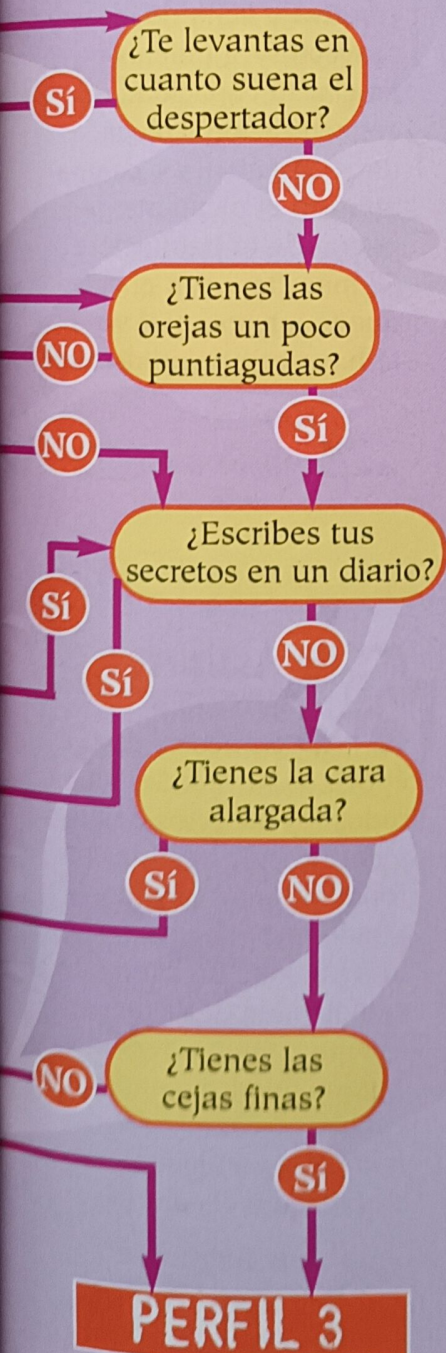 ¿Te levantas en
cuanto suena el
despertador?
Sí
NO
¿Tienes las
orejas un poco
puntiagudas?
NO
Sí
NO
¿Escribes tus
secretos en un diario?
Sí
NO
Sí
¿Tienes la cara
alargada?
Sí
NO
¿Tienes las
cejas finas?
NO
Sí
PERFIL 3